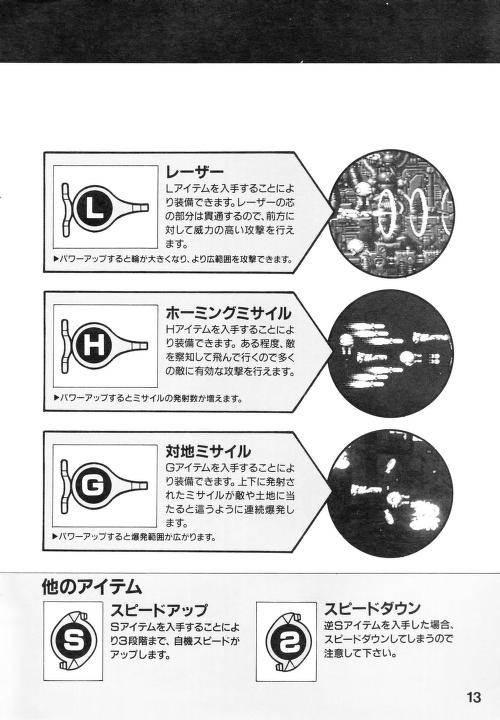 レーザー
L
Lアイテムを入手することによ
り装備できます。レーザーの芯
の部分は貫通するので、前方に
対して威力の高い攻撃を行え
ます。
▶パワーアップすると輪が大きくなり、より広範囲を攻撃できます。
ホーミングミサイル
H
Hアイテムを入手することによ
り装備できます。ある程度、敵
を察知して飛んで行くので多く
の敵に有効な攻撃を行えます。
▶パワーアップするとミサイルの発射数が増えます。
対地ミサイル
G
Gアイテムを入手することによ
り装備できます。上下に発射さ
れたミサイルが敵や土地に当
たると這うように連続爆発し
ます。
▶パワーアップすると爆発範囲が広がります。
他のアイテム
スピードアップ
S
Sアイテムを入手することによ
り3段階まで、自機スピードが
アップします。
スピードダウン
S
逆Sアイテムを入手した場合、
スピードダウンしてしまうので
注意して下さい。
13